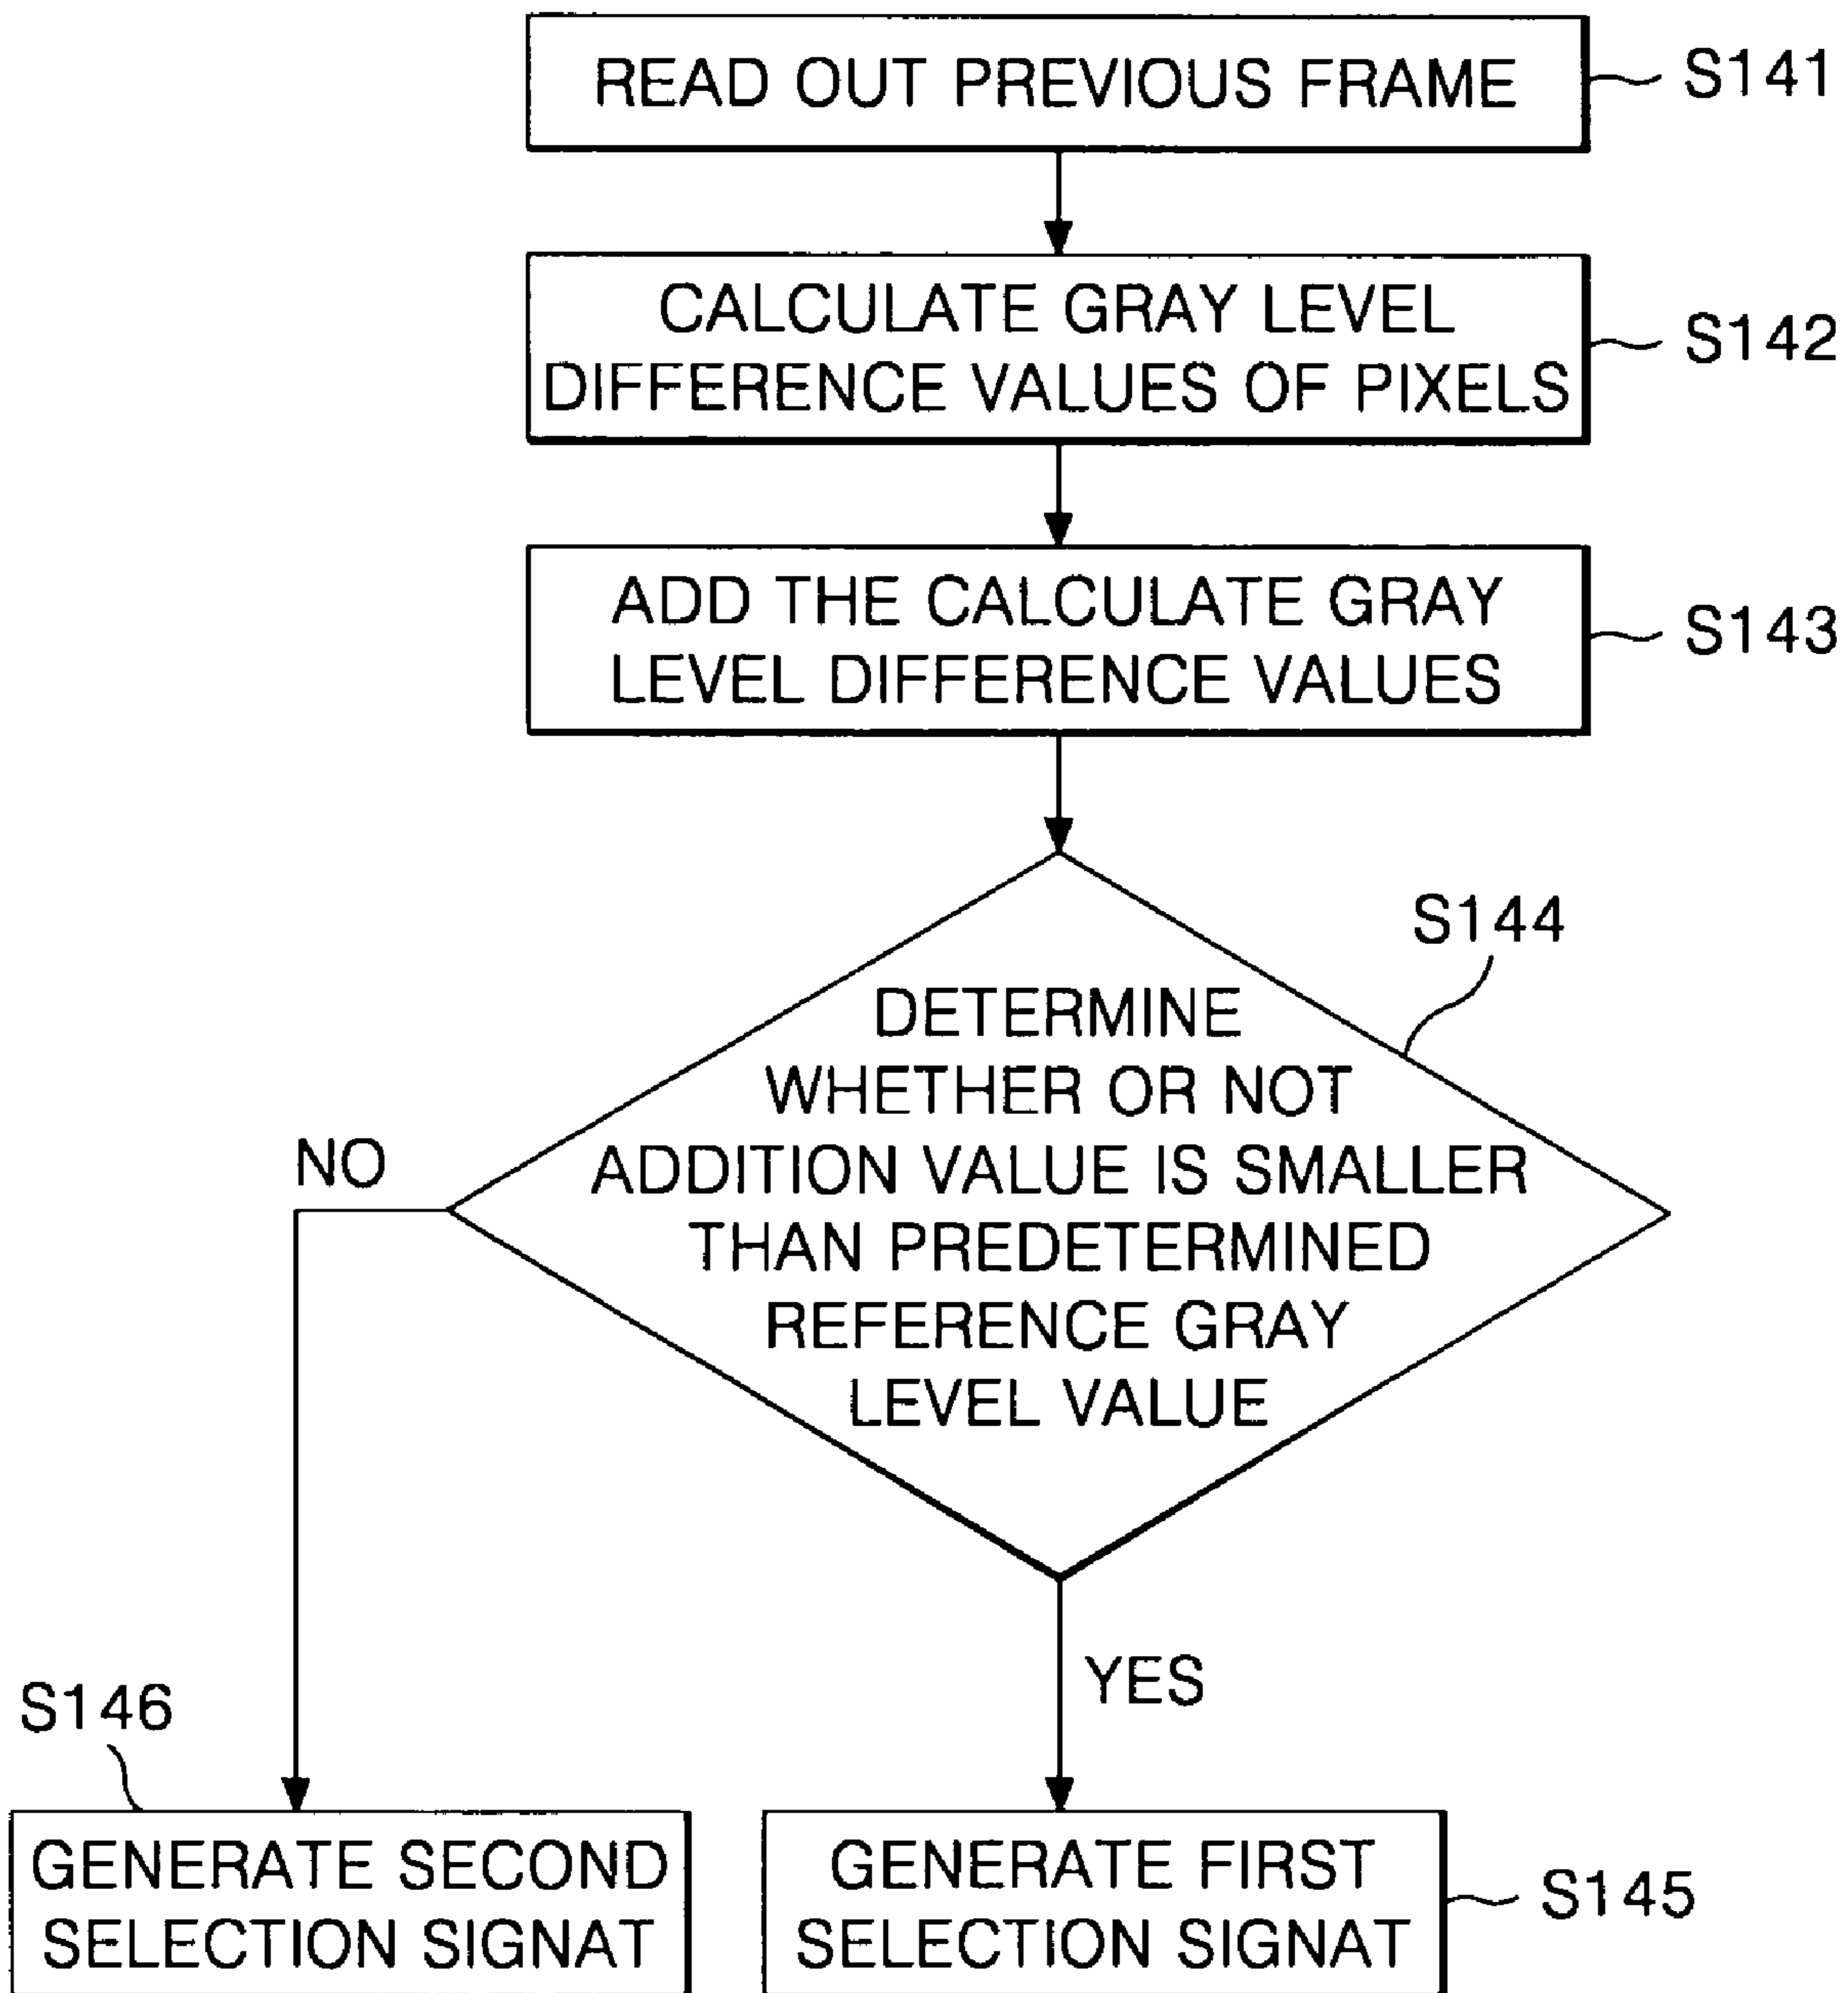 READ OUT PREVIOUS FRAME
S141
CALCULATE GRAY LEVEL
DIFFERENCE VALUES OF PIXELS
S142
ADD THE CALCULATE GRAY
LEVEL DIFFERENCE VALUES
S143
S144
DETERMINE
WHETHER OR NOT
ADDITION VALUE IS SMALLER
THAN PREDETERMINED
REFERENCE GRAY
LEVEL VALUE
NO
YES
S146
GENERATE SECOND
SELECTION SIGNAT
GENERATE FIRST
SELECTION SIGNAT
S145